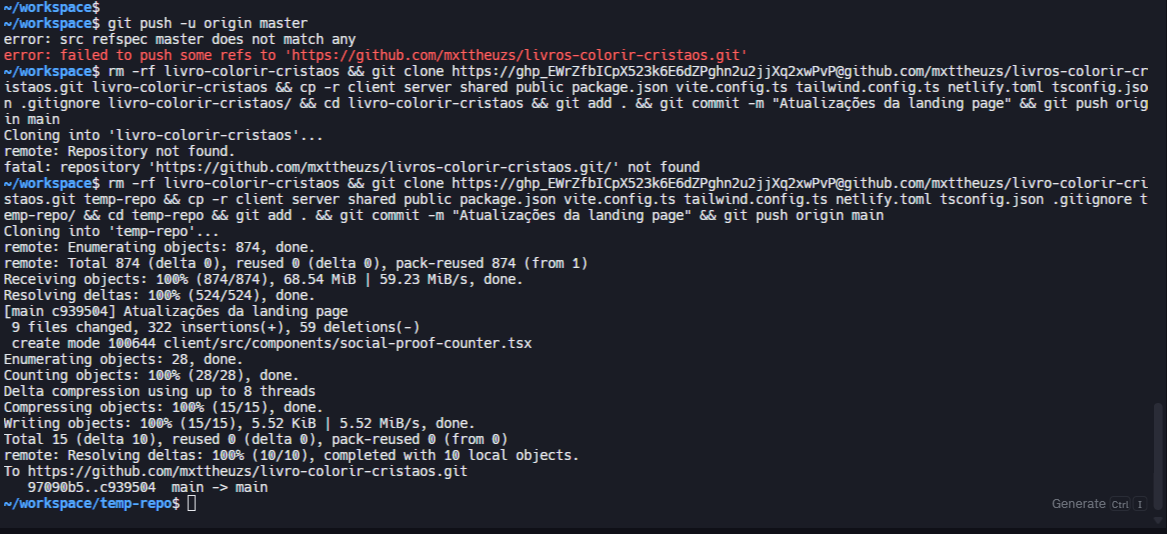 ~/workspace$
~/workspace$ git push -u origin master
error: src refspec master does not match any
error: failed to push some refs to 'https://github.com/mxttheuzs/livros-colorir-cristaos.git'
~/workspace$ rm -rf livro-colorir-cristaos && git clone https://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@github.com/mxttheuzs/livros-colorir-cr
istaos.git livro-colorir-cristaos && cp -r client server shared public package.json vite.config.ts tailwind.config.ts netlify.toml tsconfig.jso
n .gitignore livro-colorir-cristaos/ && cd livro-colorir-cristaos && git add . && git commit -m "Atualizações da landing page" && git push orig
in main
Cloning into 'livro-colorir-cristaos'...
remote: Repository not found.
fatal: repository 'https://github.com/mxttheuzs/livros-colorir-cristaos.git/' not found
~/workspace$ rm -rf livro-colorir-cristaos && git clone https://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@github.com/mxttheuzs/livro-colorir-cri
staos.git temp-repo && cp -r client server shared public package.json vite.config.ts tailwind.config.ts netlify.toml tsconfig.json .gitignore t
emp-repo/ && cd temp-repo && git add . && git commit -m "Atualizações da landing page" && git push origin main
Cloning into 'temp-repo'...
remote: Enumerating objects: 874, done.
remote: Total 874 (delta 0), reused 0 (delta 0), pack-reused 874 (from 1)
Receiving objects: 100% (874/874), 68.54 MiB | 59.23 MiB/s, done.
Resolving deltas: 100% (524/524), done.
[main c939504] Atualizações da landing page
 9 files changed, 322 insertions(+), 59 deletions(-)
 create mode 100644 client/src/components/social-proof-counter.tsx
Enumerating objects: 28, done.
Counting objects: 100% (28/28), done.
Delta compression using up to 8 threads
Compressing objects: 100% (15/15), done.
Writing objects: 100% (15/15), 5.52 KiB | 5.52 MiB/s, done.
Total 15 (delta 10), reused 0 (delta 0), pack-reused 0 (from 0)
remote: Resolving deltas: 100% (10/10), completed with 10 local objects.
To https://github.com/mxttheuzs/livro-colorir-cristaos.git
   97090b5..c939504  main -> main
~/workspace/temp-repo$
Generate Ctrl I